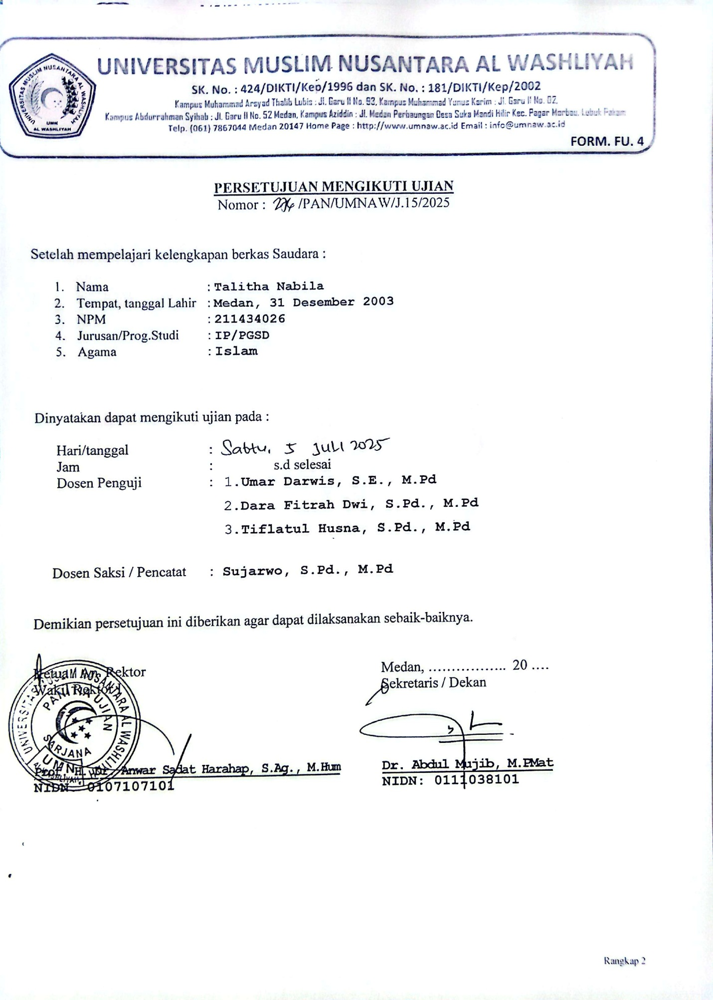 UNIVERSITAS MUSLIM NUSANTARA AL WASHLIYAH
SK. No. : 424/DIKTI/Kep/1996 dan SK. No. : 181/DIKTI/Kep/2002
Kampus Muhammad Arsyad Thalib Lubis : Jl. Garu II No. 93, Kampus Muhammad Yunus Karim : Jl. Garu II No. 02,
Kampus Abdurrahman Syihab : Jl. Garu II No. 52 Medan, Kampus Aziddin : Jl. Medan Perbaungan Desa Suka Mandi Hilir Kec. Pagar Merbau, Lubuk Pakam
Telp. (061) 7867044 Medan 20147 Home Page : http://www.umnaw.ac.id Email : info@umnaw.ac.id
UNIVERSITAS MUSLIM NUSANTARA AL WASHLIYAH
UMN
AL WASHLIYAH
FORM. FU. 4
PERSETUJUAN MENGIKUTI UJIAN
Nomor : /PAN/UMNAW/J.15/2025
Setelah mempelajari kelengkapan berkas Saudara :
1. Nama : Talitha Nabila
2. Tempat, tanggal Lahir : Medan, 31 Desember 2003
3. NPM : 211434026
4. Jurusan/Prog.Studi : IP/PGSD
5. Agama : Islam
Dinyatakan dapat mengikuti ujian pada :
Hari/tanggal : Sabtu, 5 JULI 2025
Jam : s.d selesai
Dosen Penguji : 1.Umar Darwis, S.E., M.Pd
2.Dara Fitrah Dwi, S.Pd., M.Pd
3.Tiflatul Husna, S.Pd., M.Pd
Dosen Saksi / Pencatat : Sujarwo, S.Pd., M.Pd
Demikian persetujuan ini diberikan agar dapat dilaksanakan sebaik-baiknya.
Medan, ................. 20 ....
Ketua / An. Rektor
Sekretaris / Dekan
Wakil Rektor I
UNIVERSITAS MUSLIM NUSANTARA AL WASHLIYAH
PANITIA UJIAN
SARJANA
UMN
AL WASHLIYAH
Prof. H. Dr. Anwar Sadat Harahap, S.Ag., M.Hum
Dr. Abdul Mujib, M.PMat
NIDN : 0107107101
NIDN: 0111038101
Rangkap 2